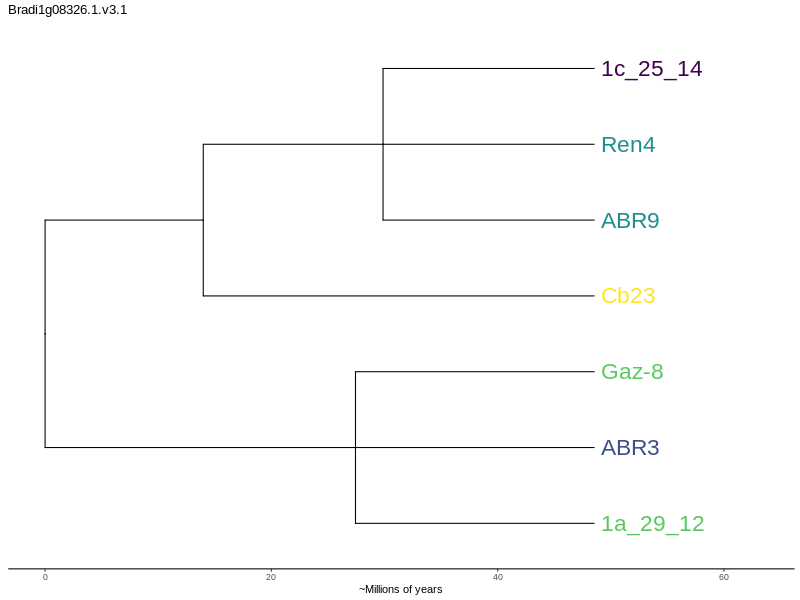 Bradi1g08326.1.v3.1
1c_25_14
Ren4
ABR9
Cb23
Gaz-8
ABR3
1a_29_12
0 20 40 60
~Millions of years